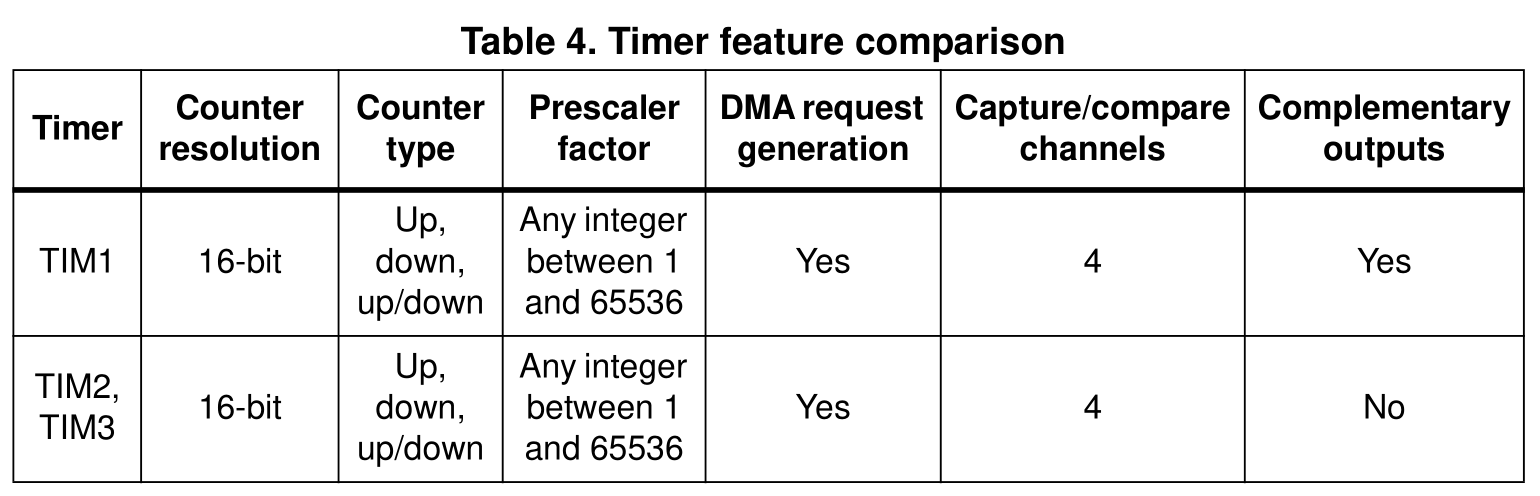 Table 4. Timer feature comparison
Timer
Counter
resolution
Counter
type
Prescaler
factor
DMA request
generation
Capture/compare
channels
Complementary
outputs
TIM1
16-bit
Up,
down,
up/down
Any integer
between 1
and 65536
Yes
4
Yes
TIM2,
TIM3
16-bit
Up,
down,
up/down
Any integer
between 1
and 65536
Yes
4
No